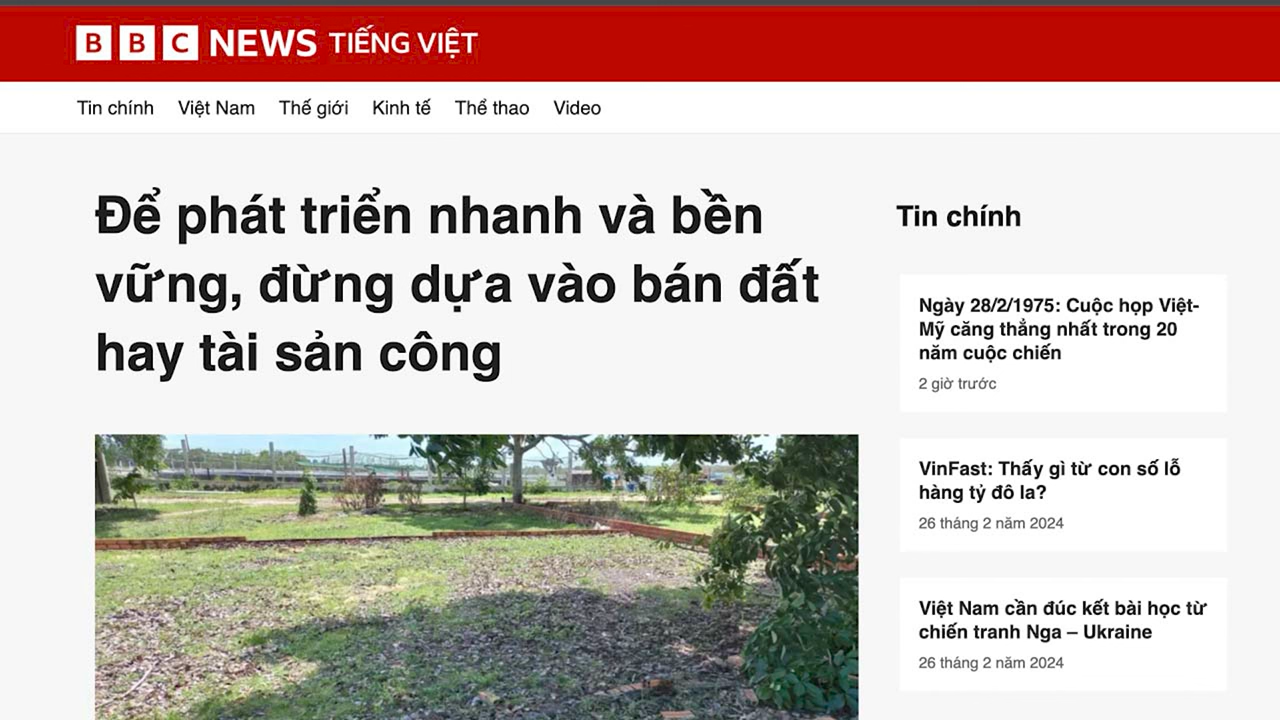 BBC NEWS TIẾNG VIỆT
Tin chính Việt Nam Thế giới Kinh tế Thể thao Video
Để phát triển nhanh và bền
vững, đừng dựa vào bán đất
hay tài sản công
Tin chính
Ngày 28/2/1975: Cuộc họp Việt-
Mỹ căng thẳng nhất trong 20
năm cuộc chiến
2 giờ trước
VinFast: Thấy gì từ con số lỗ
hàng tỷ đô la?
26 tháng 2 năm 2024
Việt Nam cần đúc kết bài học từ
chiến tranh Nga – Ukraine
26 tháng 2 năm 2024